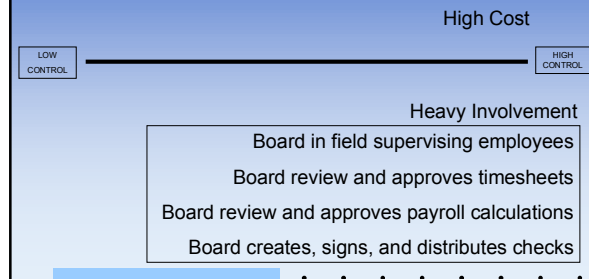 High Cost
LOW
CONTROL
HIGH
CONTROL
Heavy Involvement
Board in field supervising employees
Board review and approves timesheets
Board review and approves payroll calculations
Board creates, signs, and distributes checks